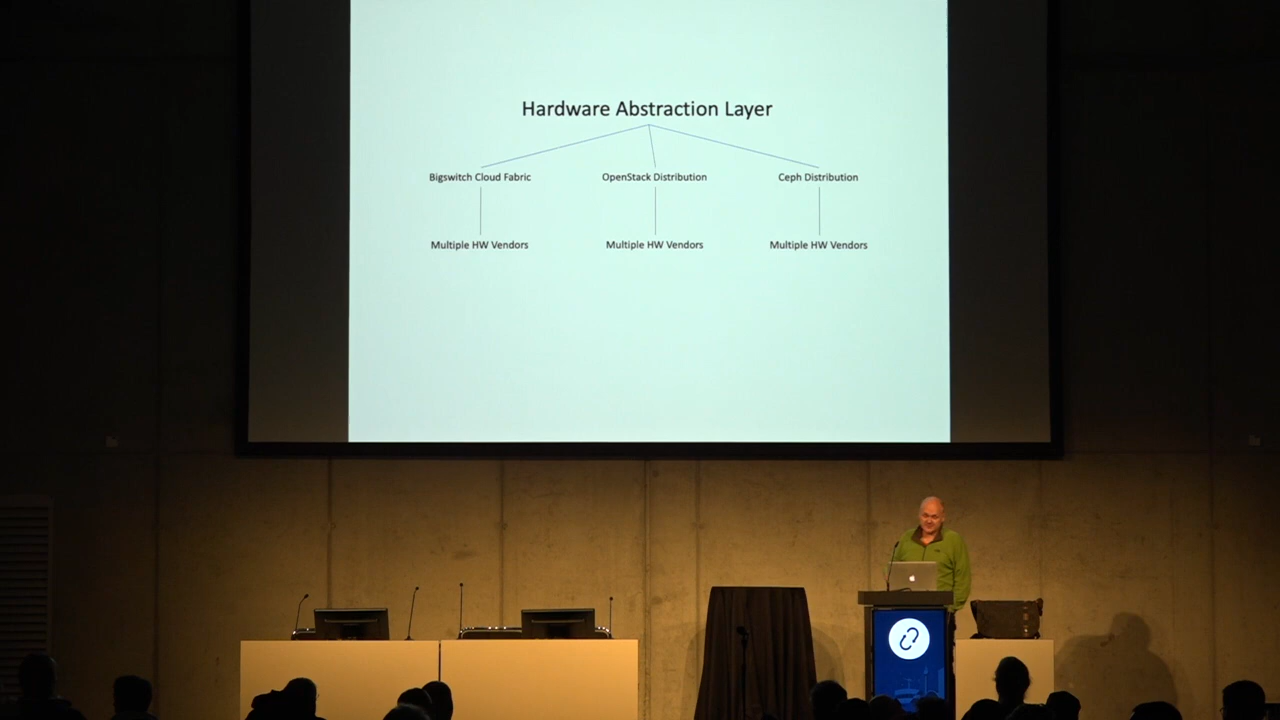 Hardware Abstraction Layer
Bigswitch Cloud Fabric
OpenStack Distribution
Ceph Distribution
Multiple HW Vendors
Multiple HW Vendors
Multiple HW Vendors